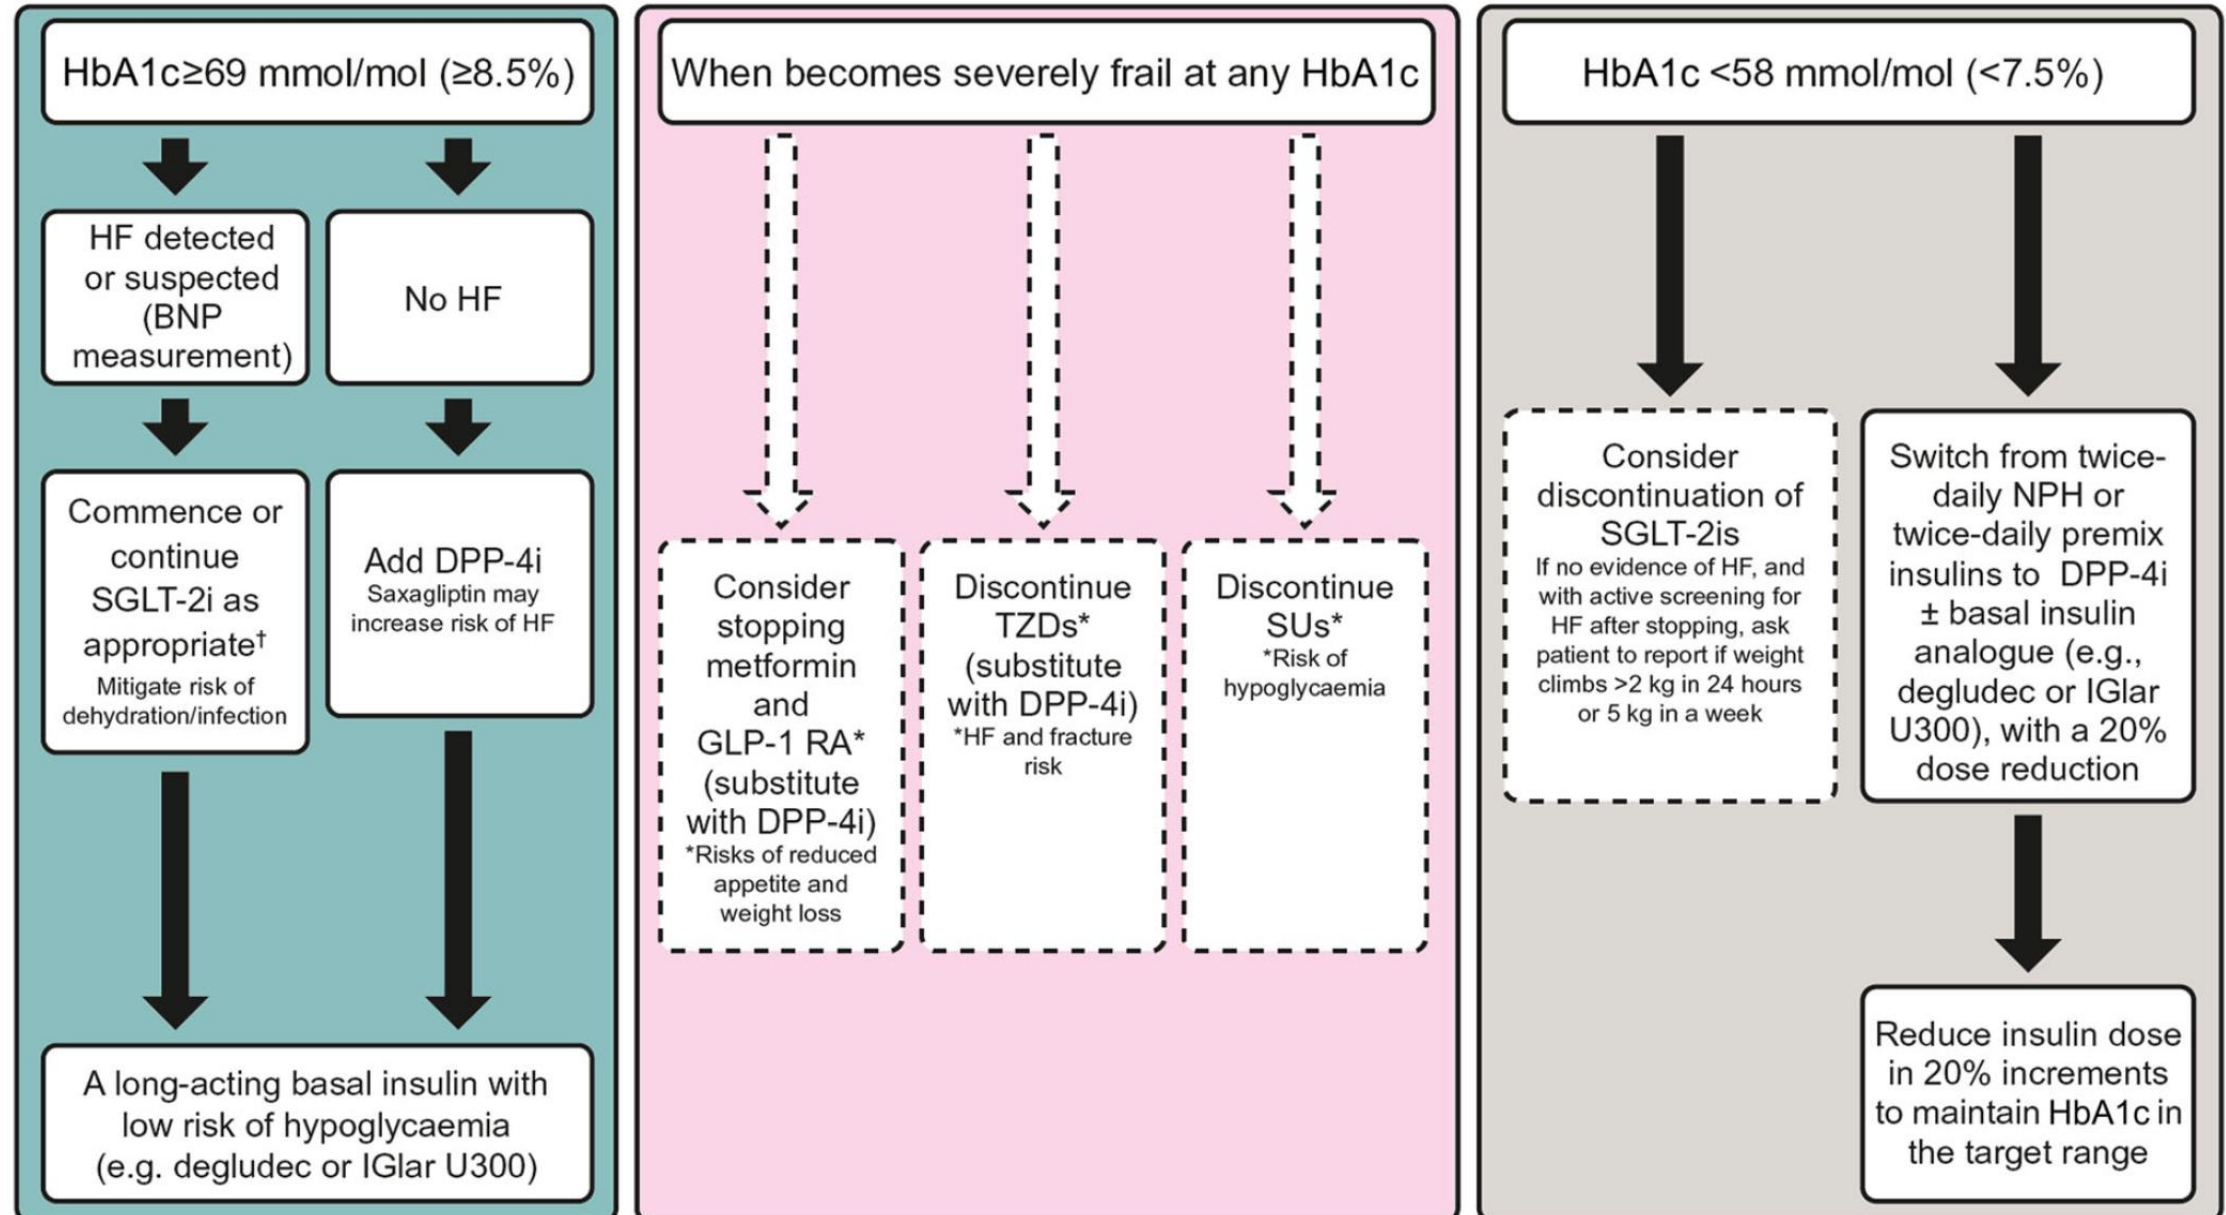 HbA1c≥69 mmol/mol (≥8.5%)
HF detected
or suspected
(BNP
measurement)
No HF
Commence or
continue
SGLT-2i as
appropriate†
Mitigate risk of
dehydration/infection
Add DPP-4i
Saxagliptin may
increase risk of HF
A long-acting basal insulin with
low risk of hypoglycaemia
(e.g. degludec or IGlar U300)
When becomes severely frail at any HbA1c
Consider
stopping
metformin
and
GLP-1 RA*
(substitute
with DPP-4i)
*Risks of reduced
appetite and
weight loss
Discontinue
TZDs*
(substitute
with DPP-4i)
*HF and fracture
risk
Discontinue
SUs*
*Risk of
hypoglycaemia
HbA1c <58 mmol/mol (<7.5%)
Consider
discontinuation of
SGLT-2is
If no evidence of HF, and
with active screening for
HF after stopping, ask
patient to report if weight
climbs >2 kg in 24 hours
or 5 kg in a week
Switch from twice-
daily NPH or
twice-daily premix
insulins to DPP-4i
± basal insulin
analogue (e.g.,
degludec or IGlar
U300), with a 20%
dose reduction
Reduce insulin dose
in 20% increments
to maintain HbA1c in
the target range